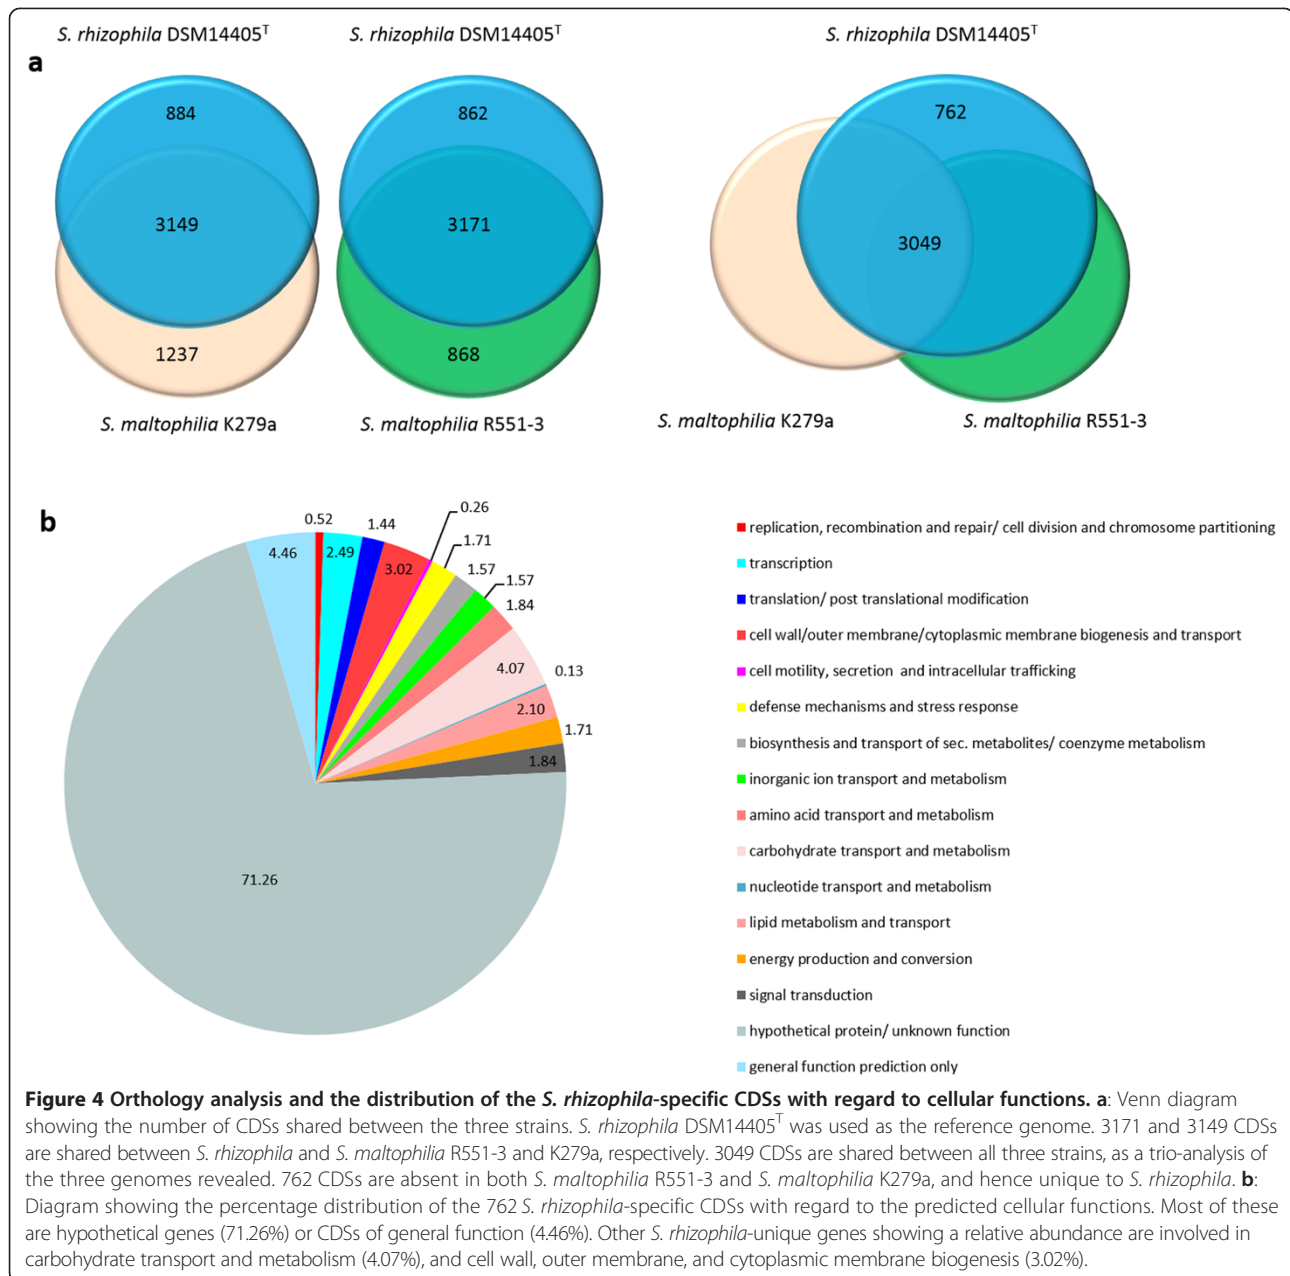 S. rhizophila DSM14405T
S. rhizophila DSM14405T
S. rhizophila DSM14405T
a
884
3149
1237
862
3171
868
762
3049
S. maltophilia K279a
S. maltophilia R551-3
S. maltophilia K279a
S. maltophilia R551-3
b
0.52
2.49
1.44
3.02
0.26
1.71
1.57
1.57
1.84
4.07
0.13
2.10
1.71
1.84
71.26
4.46
replication, recombination and repair/ cell division and chromosome partitioning
transcription
translation/ post translational modification
cell wall/outer membrane/cytoplasmic membrane biogenesis and transport
cell motility, secretion and intracellular trafficking
defense mechanisms and stress response
biosynthesis and transport of sec. metabolites/ coenzyme metabolism
inorganic ion transport and metabolism
amino acid transport and metabolism
carbohydrate transport and metabolism
nucleotide transport and metabolism
lipid metabolism and transport
energy production and conversion
signal transduction
hypothetical protein/ unknown function
general function prediction only
Figure 4 Orthology analysis and the distribution of the S. rhizophila-specific CDSs with regard to cellular functions. a: Venn diagram
showing the number of CDSs shared between the three strains. S. rhizophila DSM14405T was used as the reference genome. 3171 and 3149 CDSs
are shared between S. rhizophila and S. maltophilia R551-3 and K279a, respectively. 3049 CDSs are shared between all three strains, as a trio-analysis of
the three genomes revealed. 762 CDSs are absent in both S. maltophilia R551-3 and S. maltophilia K279a, and hence unique to S. rhizophila. b:
Diagram showing the percentage distribution of the 762 S. rhizophila-specific CDSs with regard to the predicted cellular functions. Most of these
are hypothetical genes (71.26%) or CDSs of general function (4.46%). Other S. rhizophila-unique genes showing a relative abundance are involved in
carbohydrate transport and metabolism (4.07%), and cell wall, outer membrane, and cytoplasmic membrane biogenesis (3.02%).